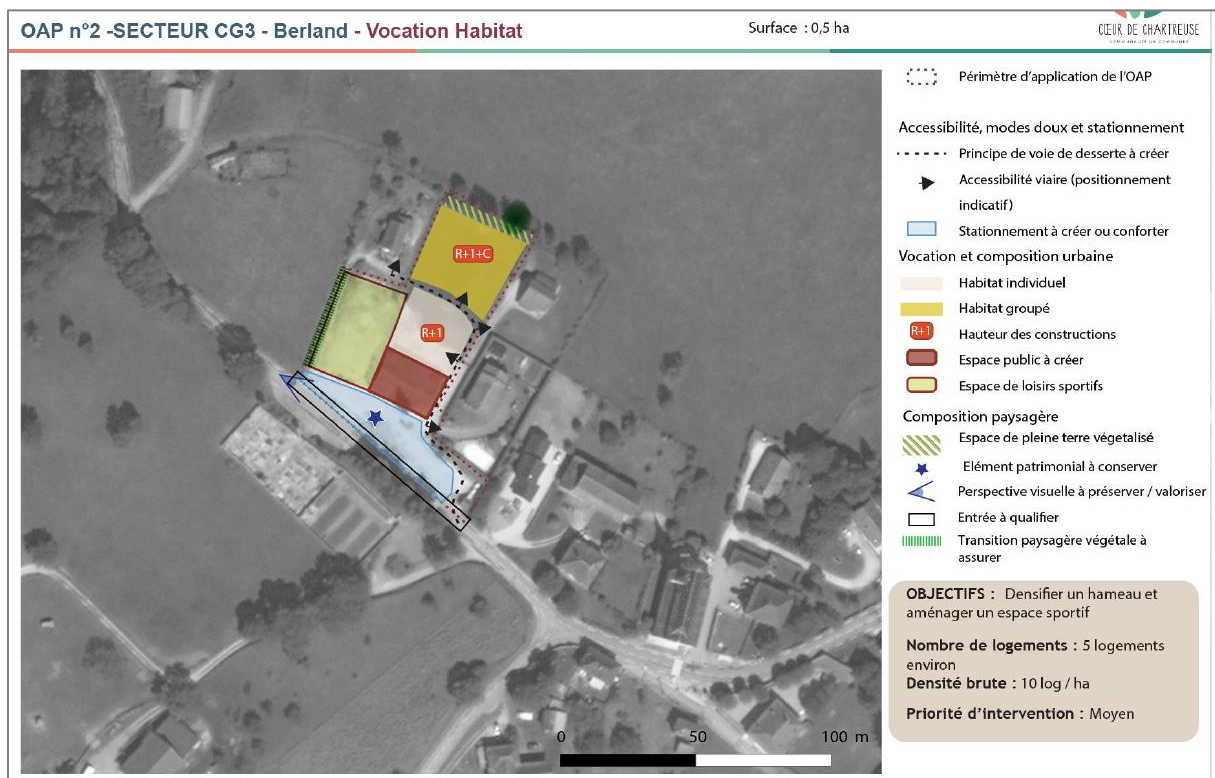 OAP n°2 -SECTEUR CG3 - Berland - Vocation Habitat
Surface : 0,5 ha
CŒUR DE CHARTREUSE
COMMUNAUTÉ DE COMMUNES
Périmètre d'application de l'OAP
Accessibilité, modes doux et stationnement
Principe de voie de desserte à créer
Accessibilité viaire (positionnement
indicatif)
Stationnement à créer ou conforter
Vocation et composition urbaine
Habitat individuel
Habitat groupé
R+1
Hauteur des constructions
Espace public à créer
Espace de loisirs sportifs
Composition paysagère
Espace de pleine terre végetalisé
Elément patrimonial à conserver
Perspective visuelle à préserver / valoriser
Entrée à qualifier
Transition paysagère végétale à
assurer
OBJECTIFS : Densifier un hameau et
aménager un espace sportif
Nombre de logements : 5 logements
environ
Densité brute : 10 log / ha
Priorité d'intervention : Moyen
R+1+C
R+1
0 50 100 m